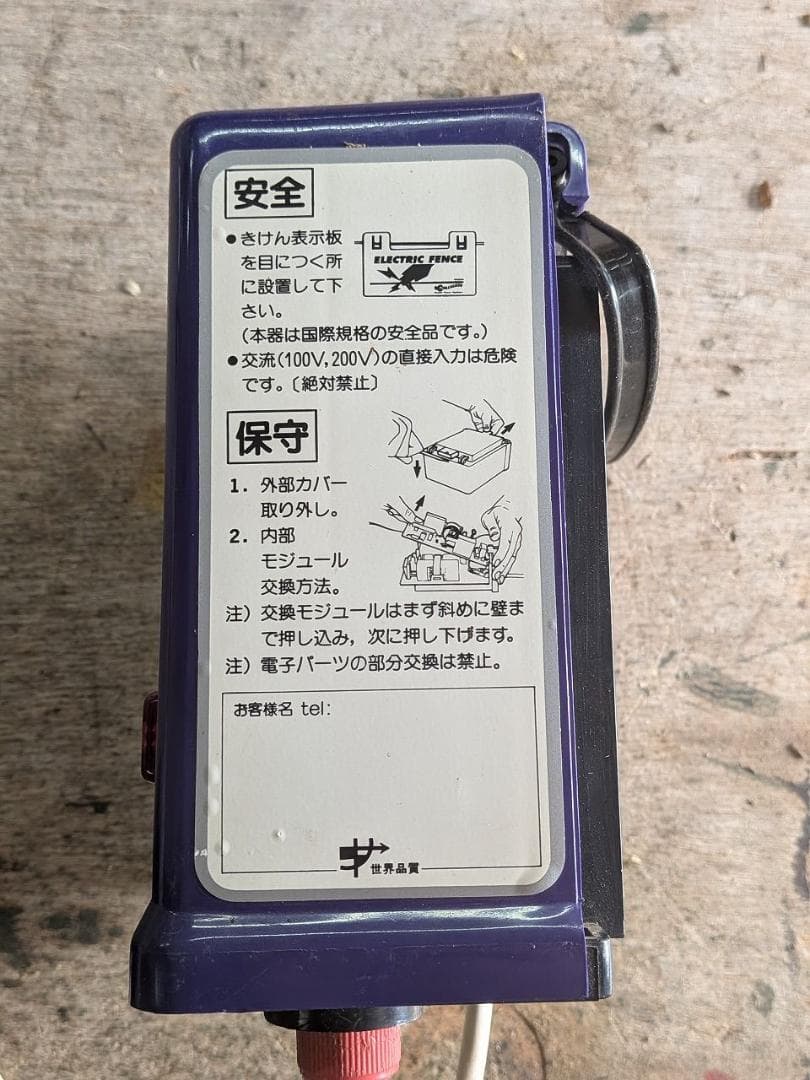 安全
●きけん表示板
を目につく所
に設置して下
さい。
ELECTRIC FENCE
(本器は国際規格の安全品です。)
●交流(100V,200V)の直接入力は危険
です。〔絶対禁止〕
保守
1. 外部カバー
取り外し。
2. 内部
モジュール
交換方法。
注) 交換モジュールはまず斜めに壁ま
で押し込み, 次に押し下げます。
注) 電子パーツの部分交換は禁止。
お客様名 tel:
世界品質